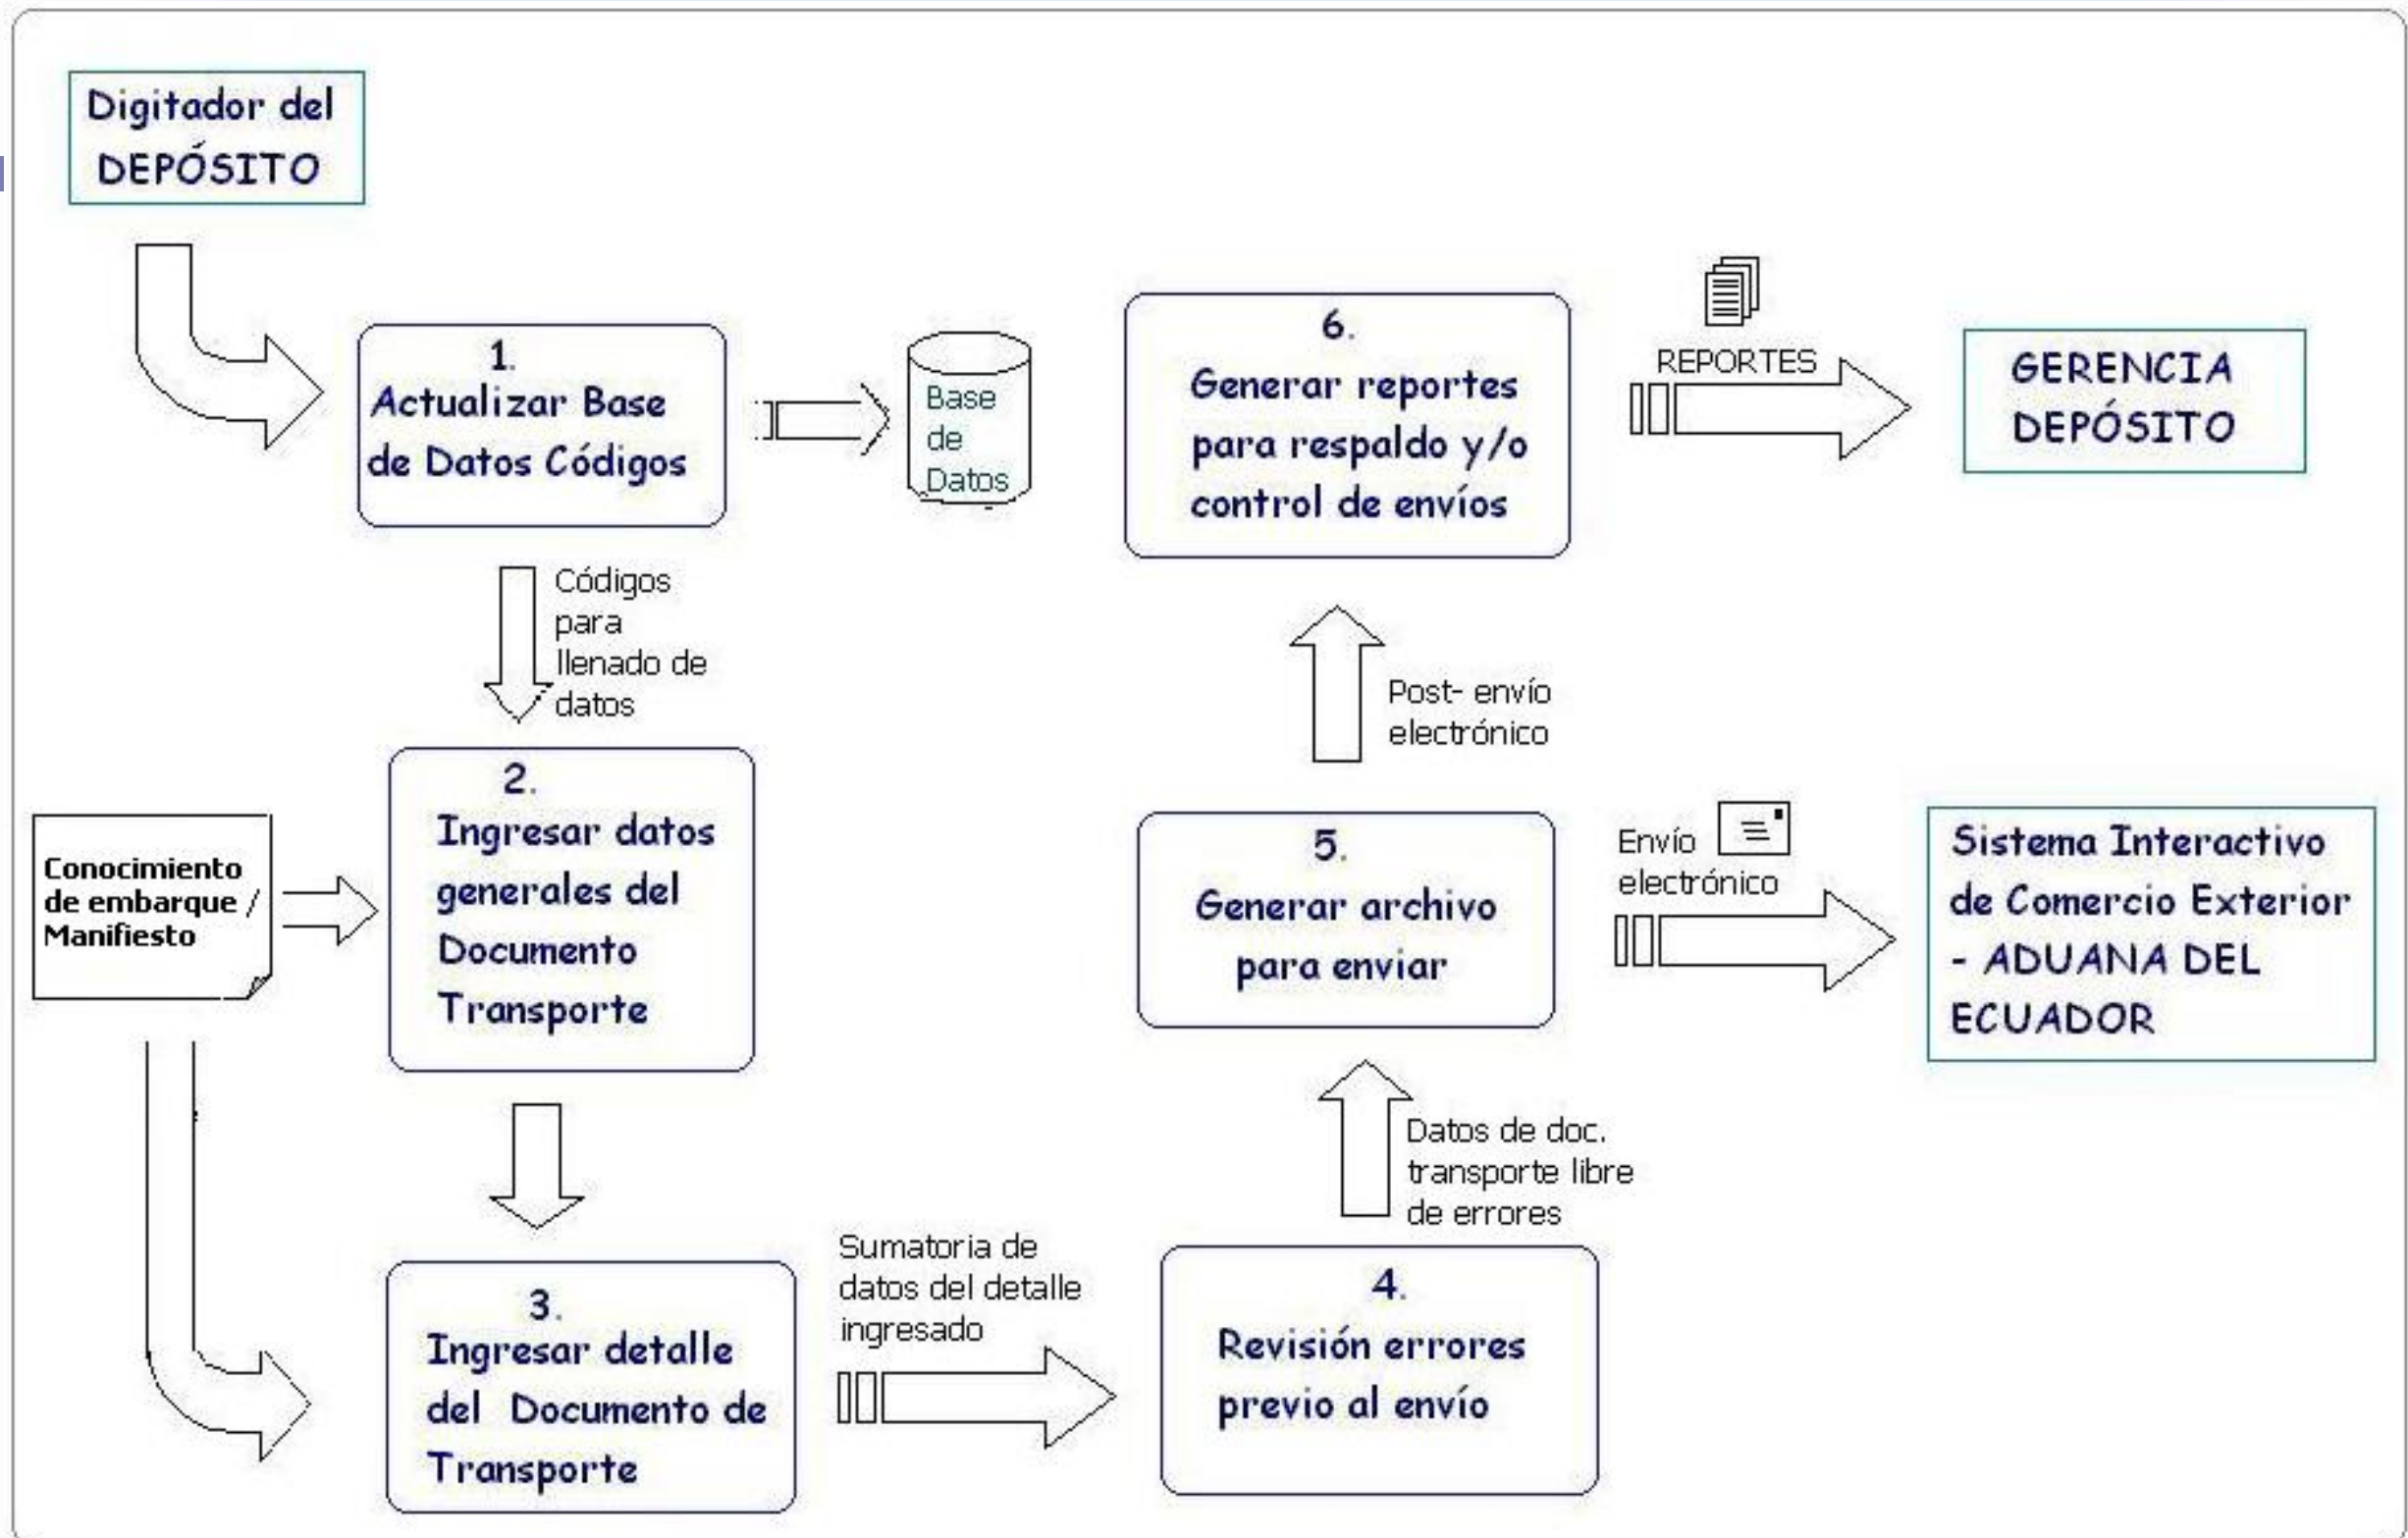 Digitador del
DEPÓSITO
1.
Actualizar Base
de Datos Códigos
Base
de
Datos
Códigos
para
llenado de
datos
Conocimiento
de embarque /
Manifiesto
2.
Ingresar datos
generales del
Documento
Transporte
3.
Ingresar detalle
del Documento de
Transporte
Sumatoria de
datos del detalle
ingresado
4.
Revisión errores
previo al envío
Datos de doc.
transporte libre
de errores
5.
Generar archivo
para enviar
Envío
electrónico
Sistema Interactivo
de Comercio Exterior
- ADUANA DEL
ECUADOR
Post- envío
electrónico
6.
Generar reportes
para respaldo y/o
control de envíos
REPORTES
GERENCIA
DEPÓSITO